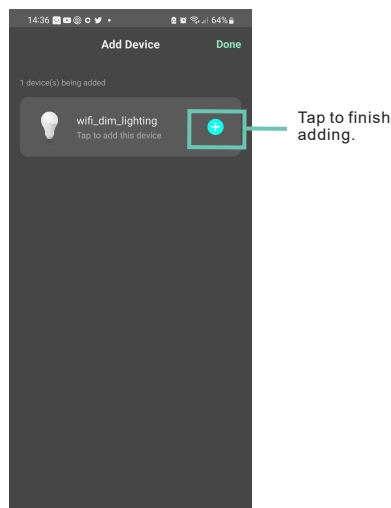 14:36 64%
Add Device Done
1 device(s) being added
wifi_dim_lighting
Tap to add this device
Tap to finish
adding.